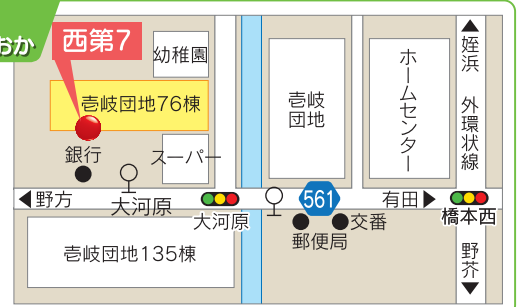 おか
西第7
幼稚園
壱岐団地76棟
銀行
スーパー
大河原
野方
大河原
壱岐団地135棟
壱岐
団地
ホームセンター
姪浜
外環状線
561
有田
橋本西
郵便局
交番
野芥